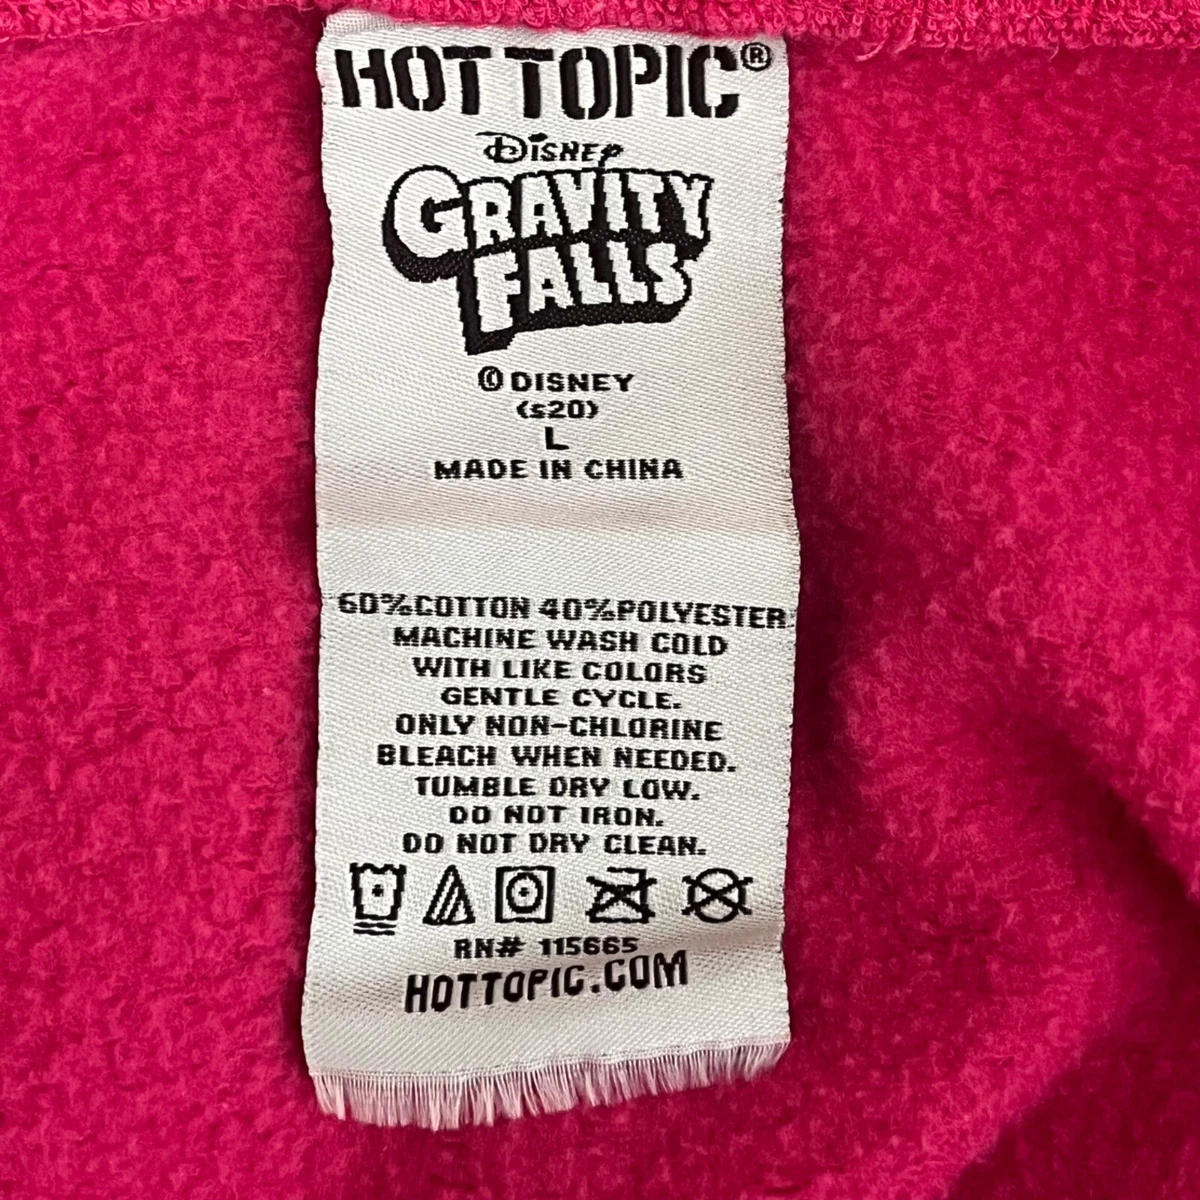 HOT TOPIC®
Disney
GRAVITY
FALLS
© DISNEY
(s20)
L
MADE IN CHINA
60%COTTON 40%POLYESTER
MACHINE WASH COLD
WITH LIKE COLORS
GENTLE CYCLE.
ONLY NON-CHLORINE
BLEACH WHEN NEEDED.
TUMBLE DRY LOW.
DO NOT IRON.
DO NOT DRY CLEAN.
RN# 115665
HOTTOPIC.COM